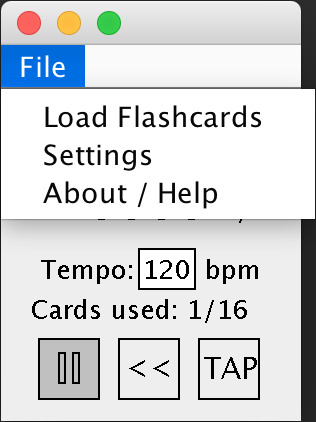 File
Load Flashcards
Settings
About / Help
Tempo: 120 bpm
Cards used: 1/16
<< TAP